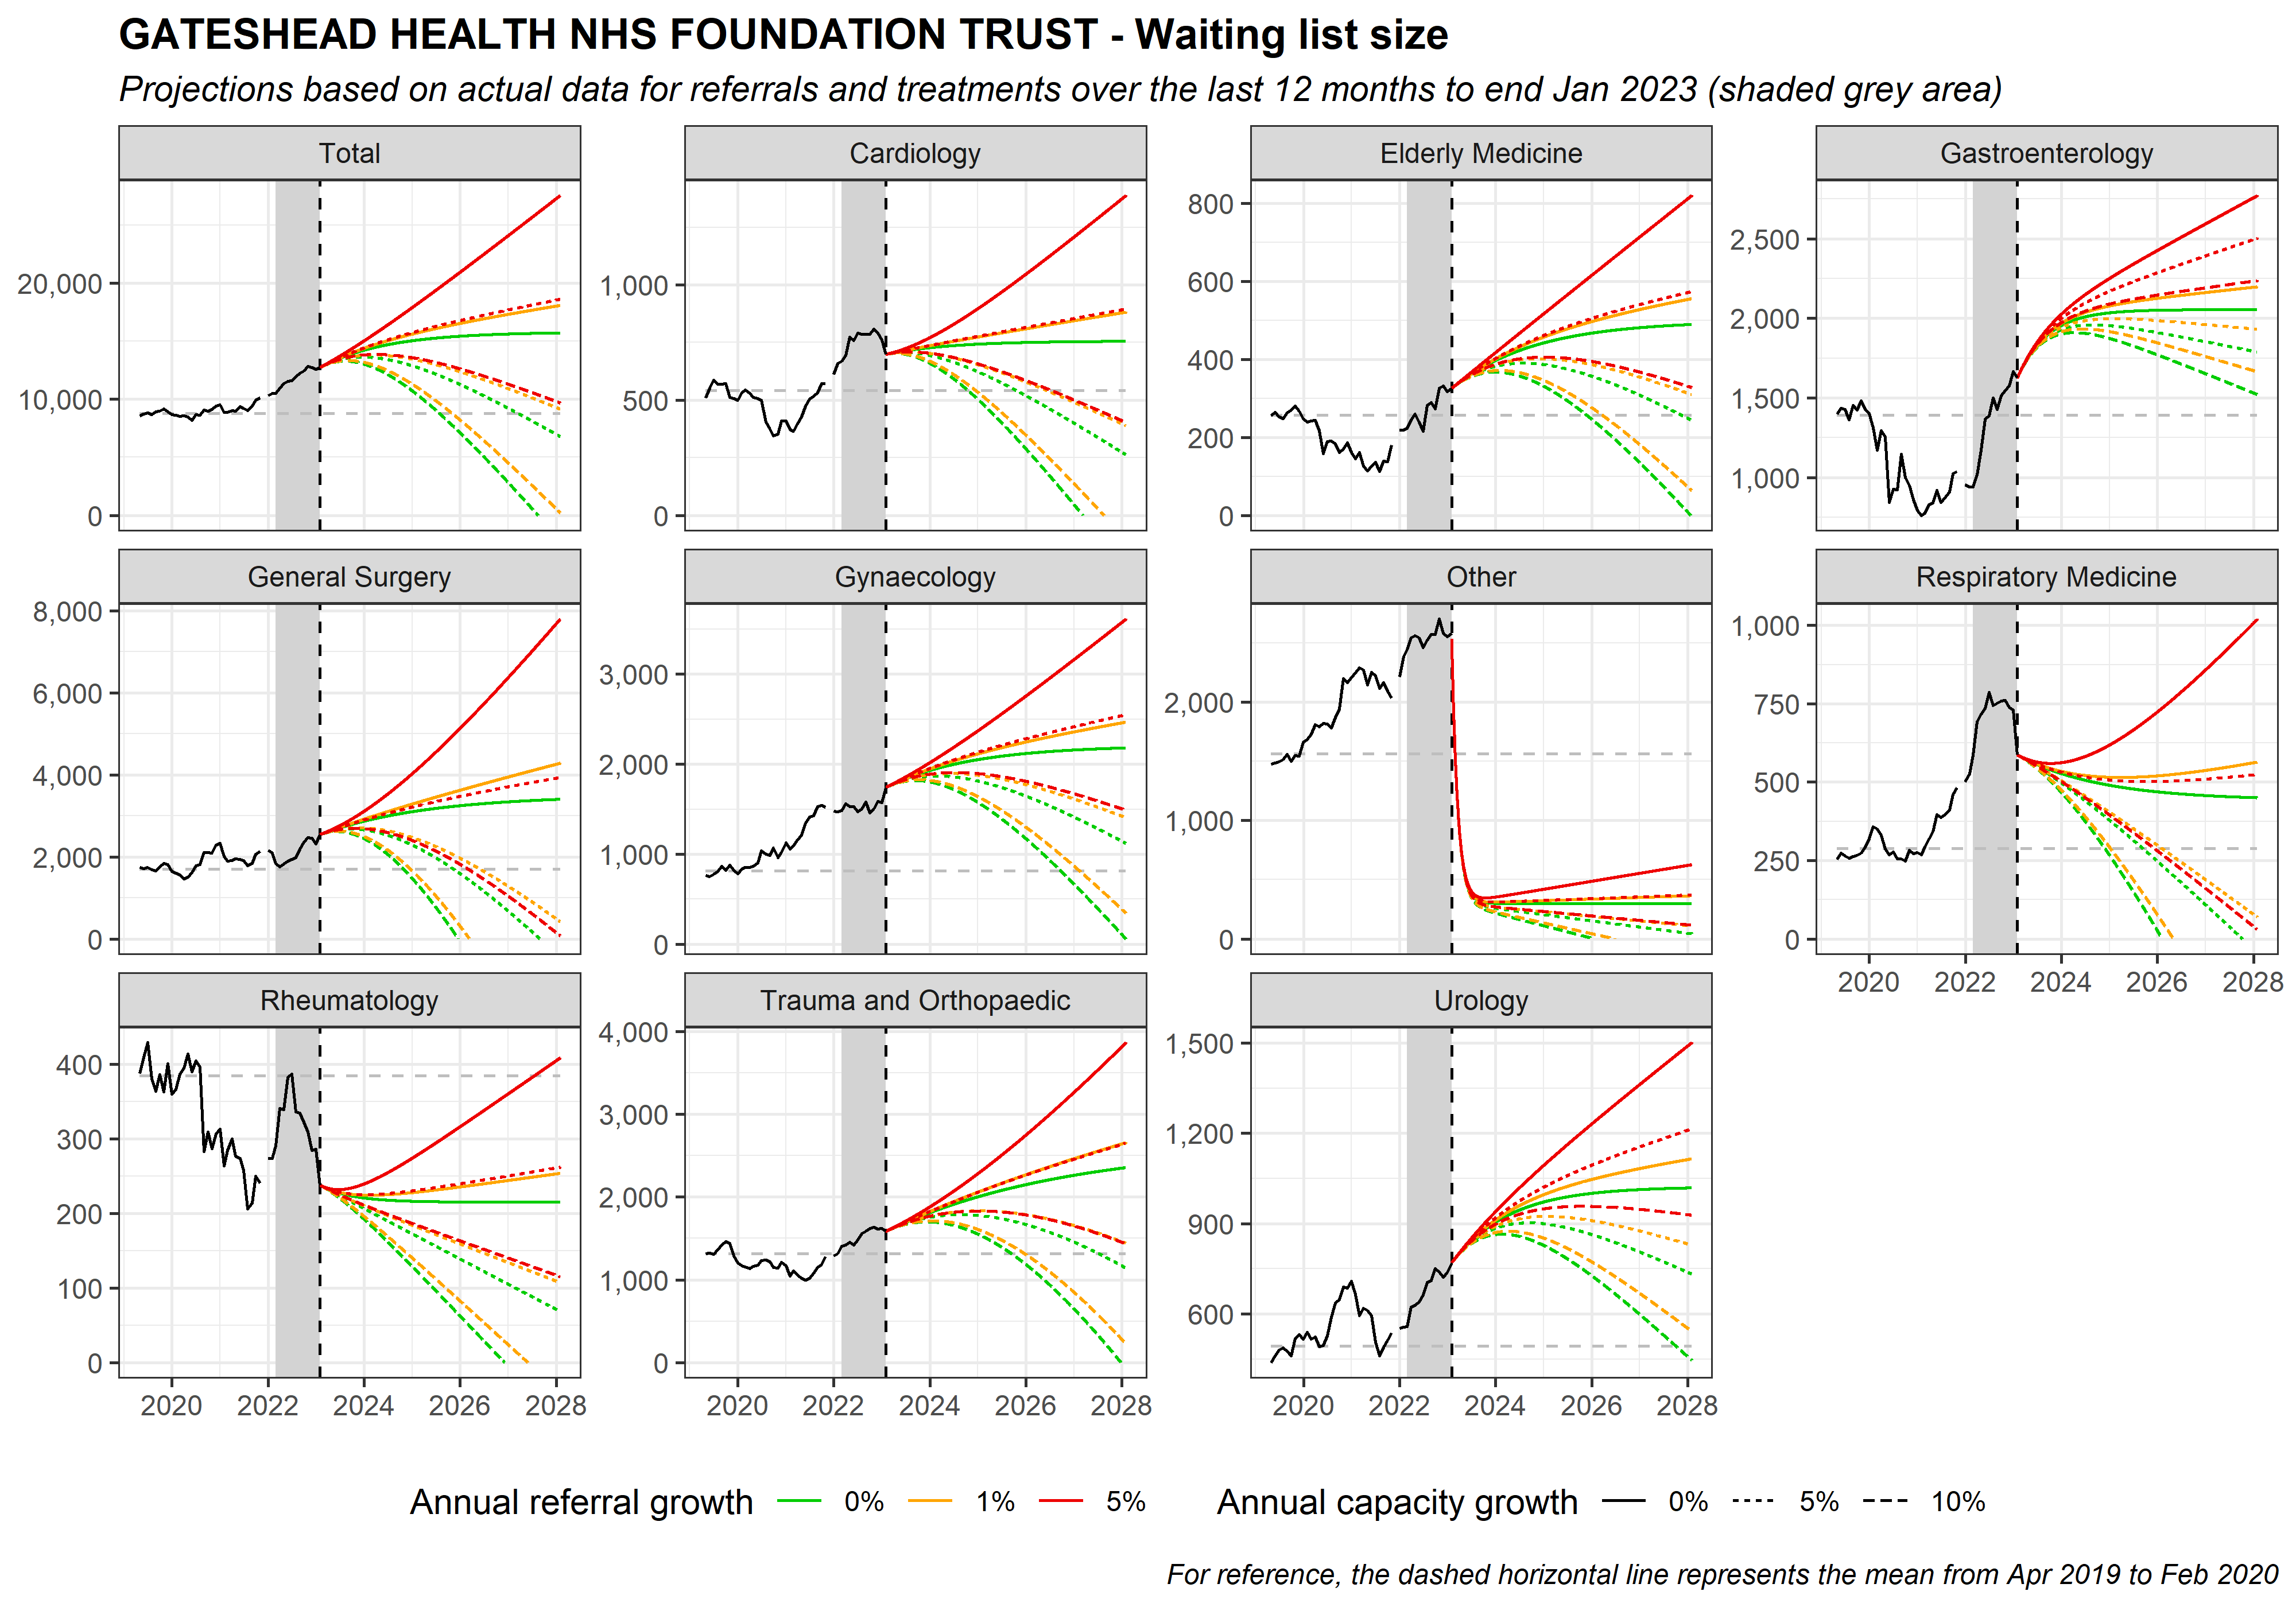 GATESHEAD HEALTH NHS FOUNDATION TRUST - Waiting list size
Projections based on actual data for referrals and treatments over the last 12 months to end Jan 2023 (shaded grey area)
Total
20,000
10,000
0
Cardiology
1,000
500
0
Elderly Medicine
800
600
400
200
0
Gastroenterology
2,500
2,000
1,500
1,000
General Surgery
8,000
6,000
4,000
2,000
0
Gynaecology
3,000
2,000
1,000
0
Other
2,000
1,000
0
Respiratory Medicine
1,000
750
500
250
0
2020 2022 2024 2026 2028
Rheumatology
400
300
200
100
0
2020 2022 2024 2026 2028
Trauma and Orthopaedic
4,000
3,000
2,000
1,000
0
2020 2022 2024 2026 2028
Urology
1,500
1,200
900
600
2020 2022 2024 2026 2028
Annual referral growth 0% 1% 5%
Annual capacity growth 0% 5% 10%
For reference, the dashed horizontal line represents the mean from Apr 2019 to Feb 2020